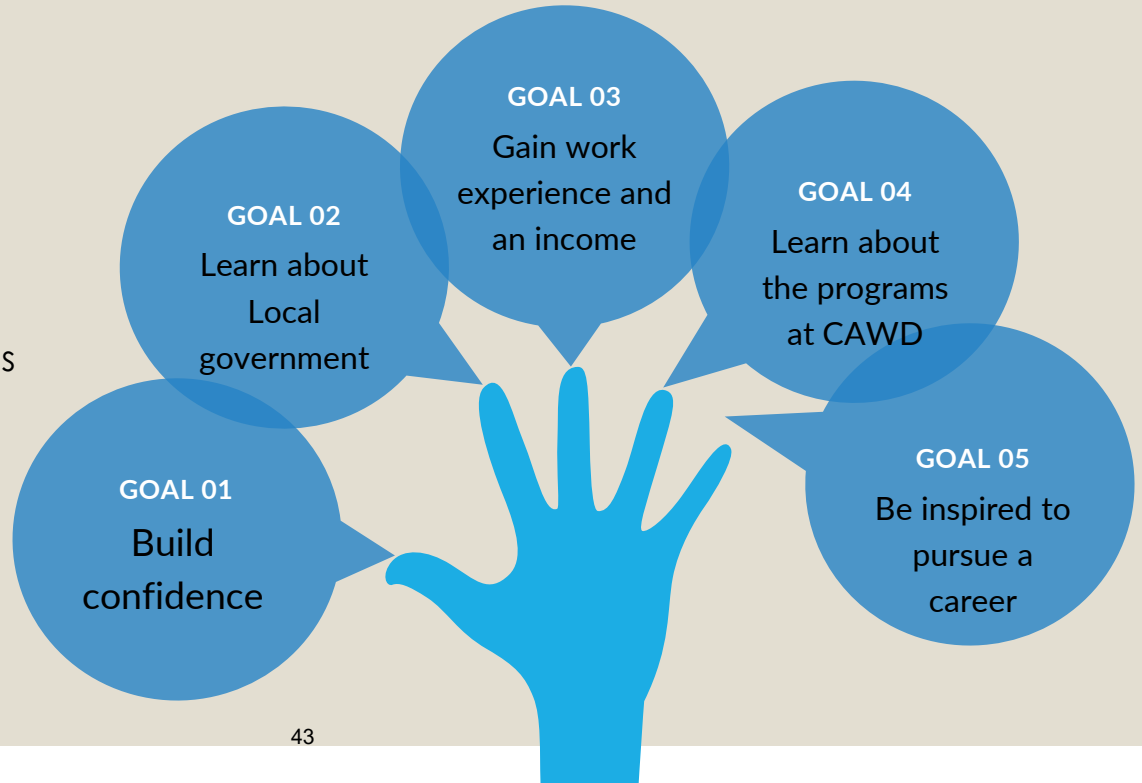 GOAL 03
Gain work
experience and
an income
GOAL 04
Learn about
the programs
at CAWD
GOAL 02
Learn about
Local
government
S
GOAL 05
Be inspired to
pursue a
career
GOAL 01
Build
confidence
43